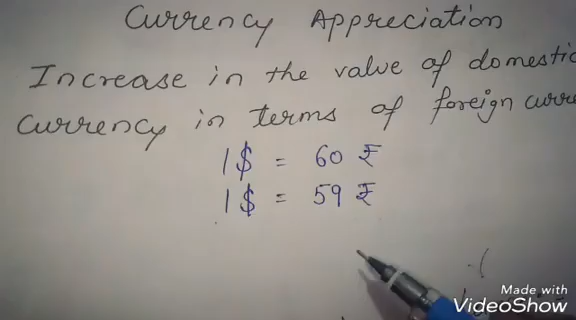 Currency Appreciation
Increase in the value of domestic
currency in terms of foreign curre
1$ = 60 ₹
1$ = 59 ₹
Made with
VideoShow